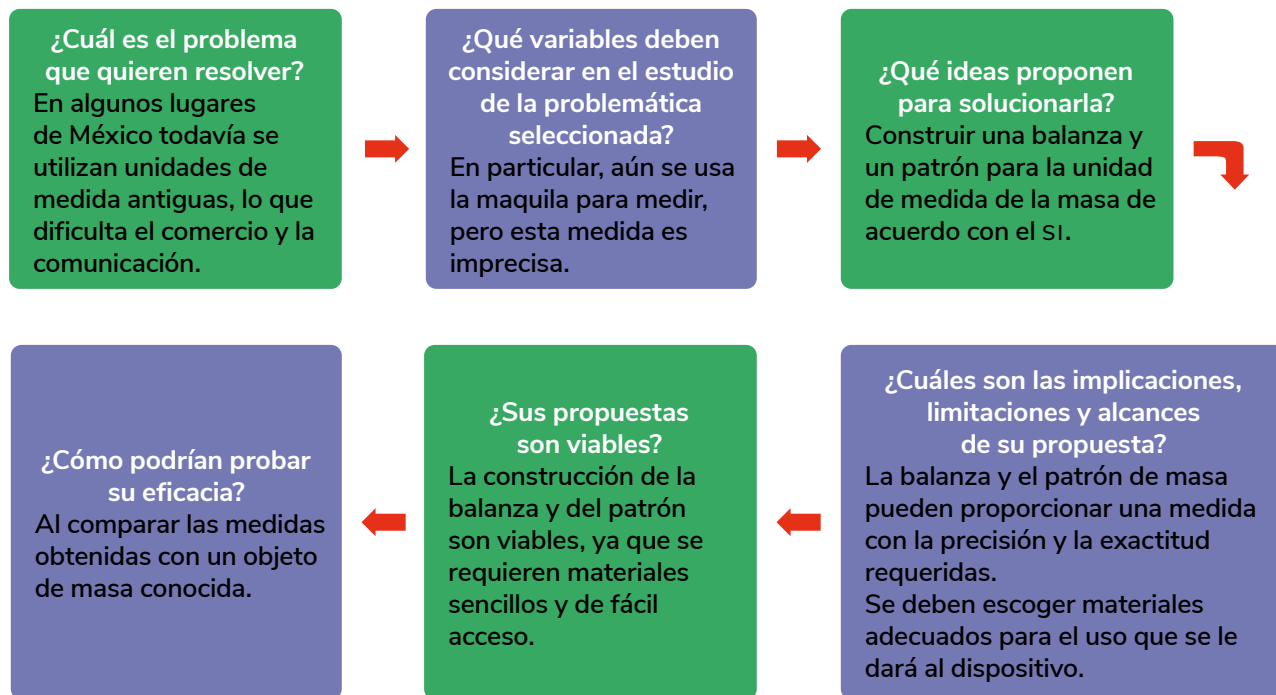 ¿Cuál es el problema
que quieren resolver?
En algunos lugares
de México todavía se
utilizan unidades de
medida antiguas, lo que
dificulta el comercio y la
comunicación.
¿Qué variables deben
considerar en el estudio
de la problemática
seleccionada?
En particular, aún se usa
la maquila para medir,
pero esta medida es
imprecisa.
¿Qué ideas proponen
para solucionarla?
Construir una balanza y
un patrón para la unidad
de medida de la masa de
acuerdo con el SI.
¿Cuáles son las implicaciones,
limitaciones y alcances
de su propuesta?
La balanza y el patrón de masa
pueden proporcionar una medida
con la precisión y la exactitud
requeridas.
Se deben escoger materiales
adecuados para el uso que se le
dará al dispositivo.
¿Sus propuestas
son viables?
La construcción de la
balanza y del patrón
son viables, ya que se
requieren materiales
sencillos y de fácil
acceso.
¿Cómo podrían probar
su eficacia?
Al comparar las medidas
obtenidas con un objeto
de masa conocida.